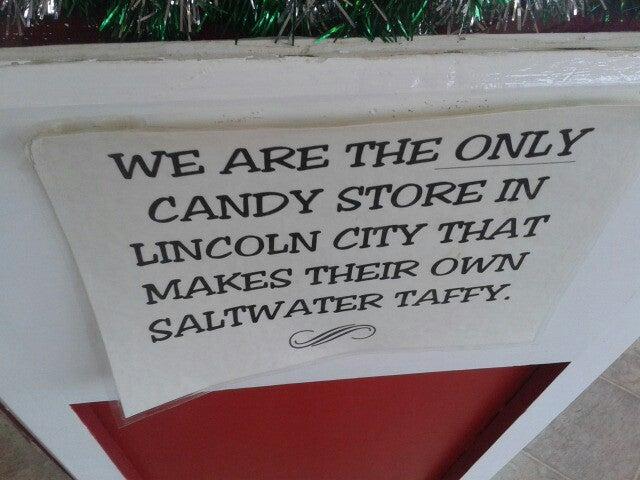 WE ARE THE ONLY
CANDY STORE IN
LINCOLN CITY THAT
MAKES THEIR OWN
SALTWATER TAFFY.